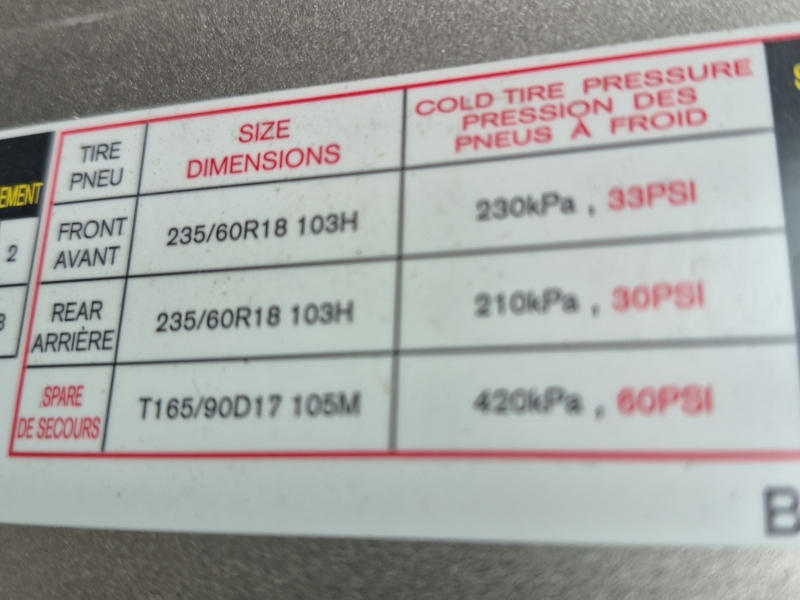 TIRE
PNEU
SIZE
DIMENSIONS
COLD TIRE PRESSURE
PRESSION DES
PNEUS À FROID
EMENT
2
FRONT
AVANT
235/60R18 103H
230kPa , 33PSI
REAR
ARRIÈRE
235/60R18 103H
210kPa , 30PSI
SPARE
DE SECOURS
T165/90D17 105M
420kPa , 60PSI
B